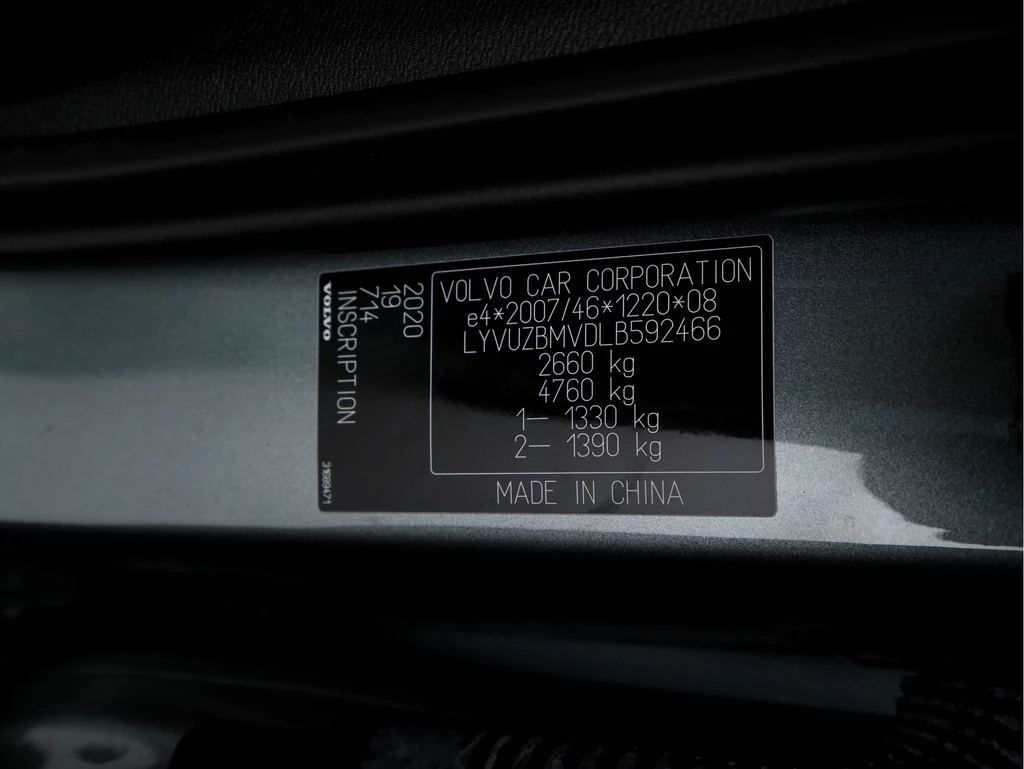 VOLVO CAR CORPORATION
e4*2007/46*1220*08
LYVUZBMVDLB592466
2660 kg
4760 kg
1— 1330 kg
2— 1390 kg
MADE IN CHINA
2020
19
714
INSCRIPTION
VOLVO
31689471